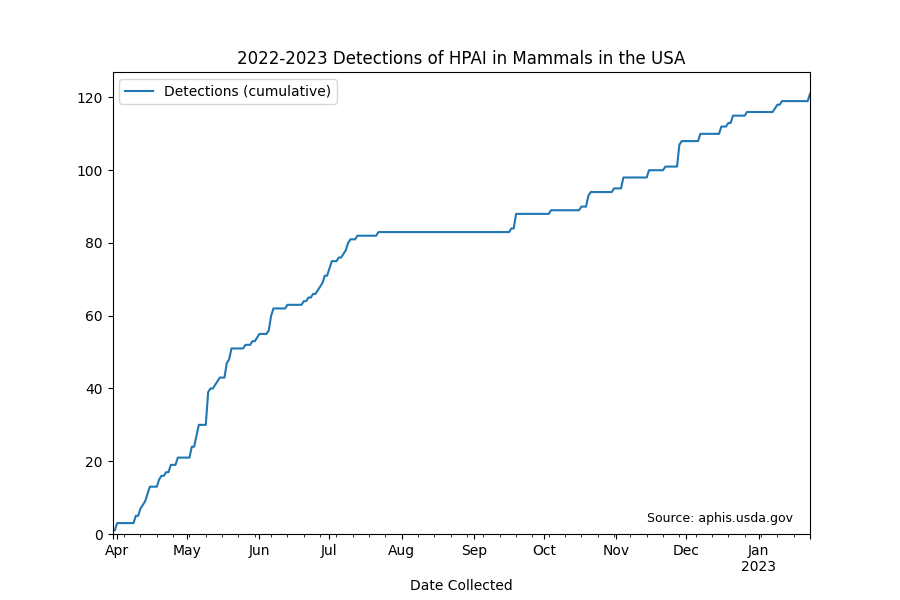 2022-2023 Detections of HPAI in Mammals in the USA
Detections (cumulative)
120
100
80
60
40
20
0
Source: aphis.usda.gov
Apr May Jun Jul Aug Sep Oct Nov Dec Jan
2023
Date Collected